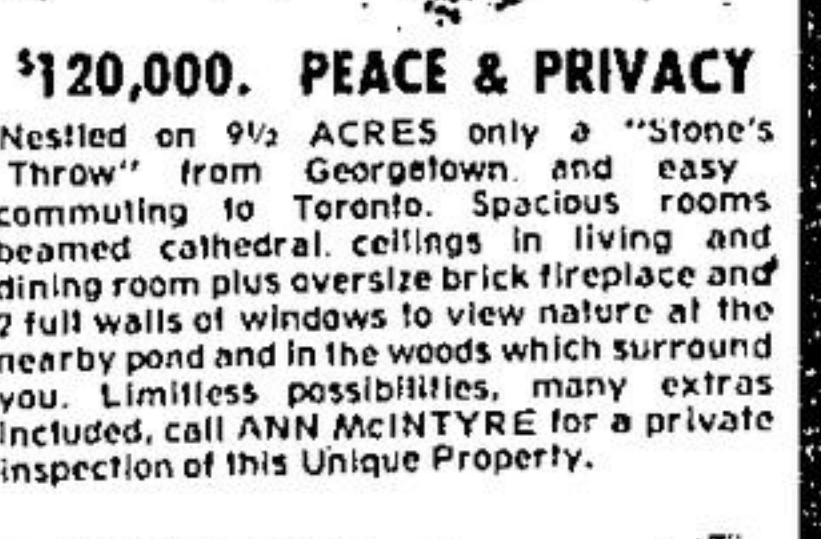 $120,000. PEACE & PRIVACY
Nestled on 9½ ACRES only a "Stone's
Throw" from Georgetown. and easy
commuting to Toronto. Spacious rooms
beamed cathedral. ceilings in living and
dining room plus oversize brick fireplace and
2 full walls of windows to view nature at the
nearby pond and in the woods which surround
you. Limitless possibilities, many extras
included, call ANN McINTYRE for a private
inspection of this Unique Property.